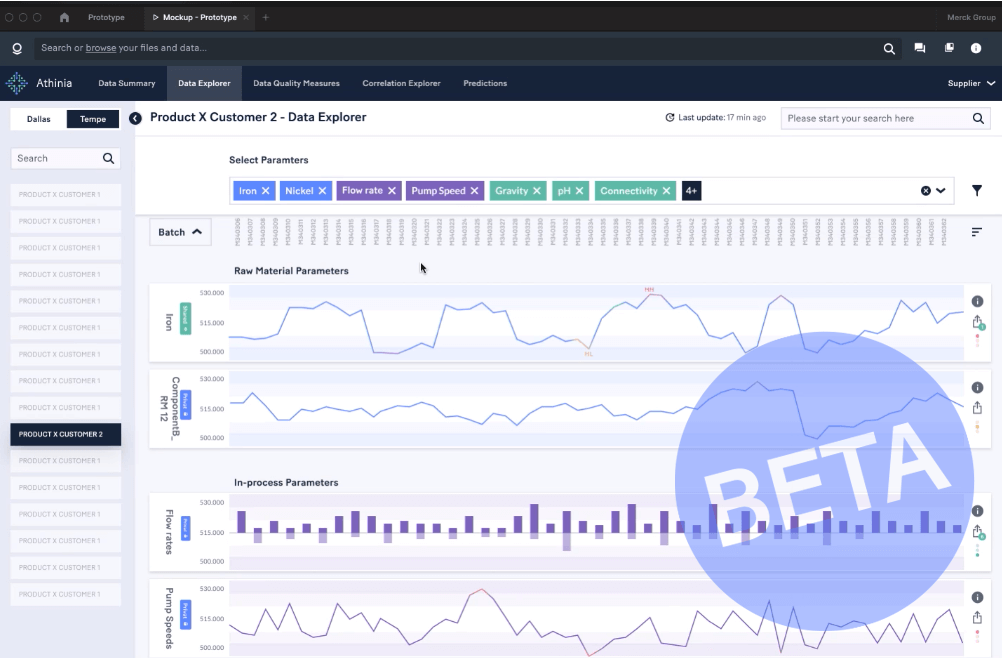 Prototype
Mockup - Prototype
Merck Group
Search or browse your files and data...
Athinia
Data Summary
Data Explorer
Data Quality Measures
Correlation Explorer
Predictions
Supplier
Dallas
Tempe
Product X Customer 2 - Data Explorer
Last update: 17 min ago
Please start your search here
Search
Select Paramters
Iron
Nickel
Flow rate
Pump Speed
Gravity
pH
Connectivity
4+
PRODUCT X CUSTOMER 1
PRODUCT X CUSTOMER 1
PRODUCT X CUSTOMER 1
PRODUCT X CUSTOMER 1
PRODUCT X CUSTOMER 1
PRODUCT X CUSTOMER 1
PRODUCT X CUSTOMER 1
PRODUCT X CUSTOMER 1
PRODUCT X CUSTOMER 1
PRODUCT X CUSTOMER 2
PRODUCT X CUSTOMER 1
PRODUCT X CUSTOMER 1
PRODUCT X CUSTOMER 1
PRODUCT X CUSTOMER 1
PRODUCT X CUSTOMER 1
PRODUCT X CUSTOMER 1
Batch
Raw Material Parameters
Iron
Shared
530.000
515.000
500.000
HH
ComponentB_
RM 12
Privat
530.000
515.000
500.000
In-process Parameters
Flow rates
Privat
530.000
515.000
500.000
Pump Speeds
Privat
530.000
515.000
500.000
BETA